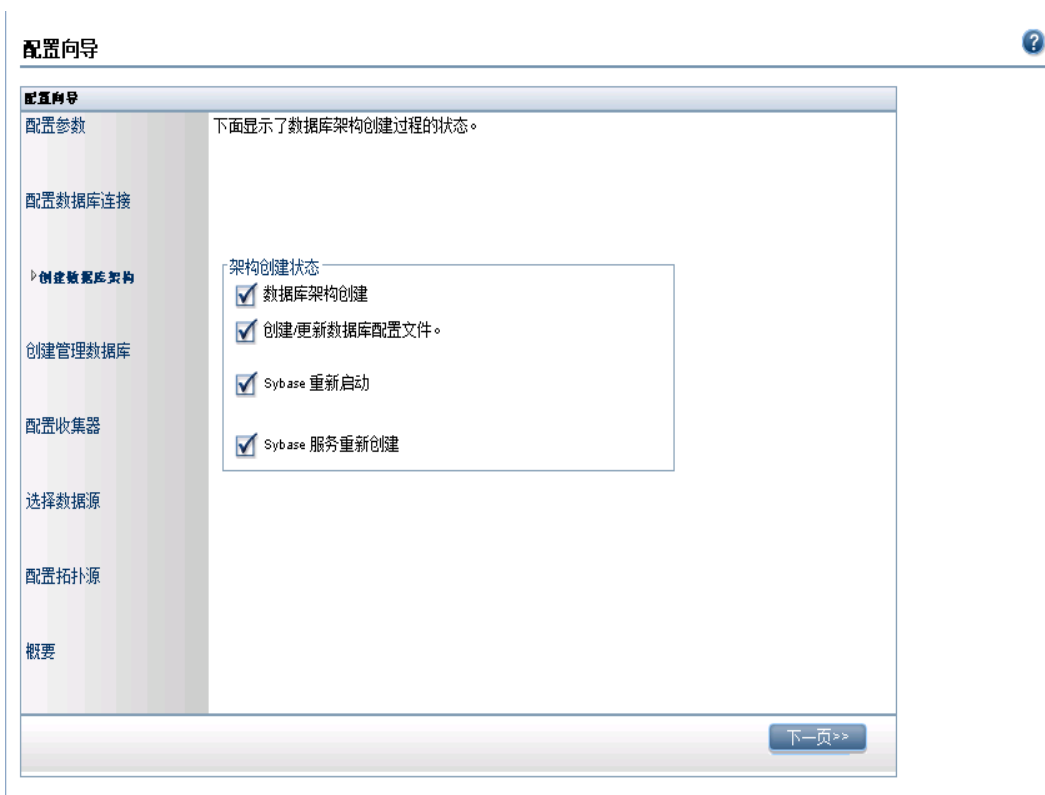 配置向导
?
配置向导
配置参数
下面显示了数据库架构创建过程的状态。
配置数据库连接
创建数据库架构
架构创建状态
数据库架构创建
创建/更新数据库配置文件。
Sybase 重新启动
Sybase 服务重新创建
创建管理数据库
配置收集器
选择数据源
配置拓扑源
概要
下一页>>